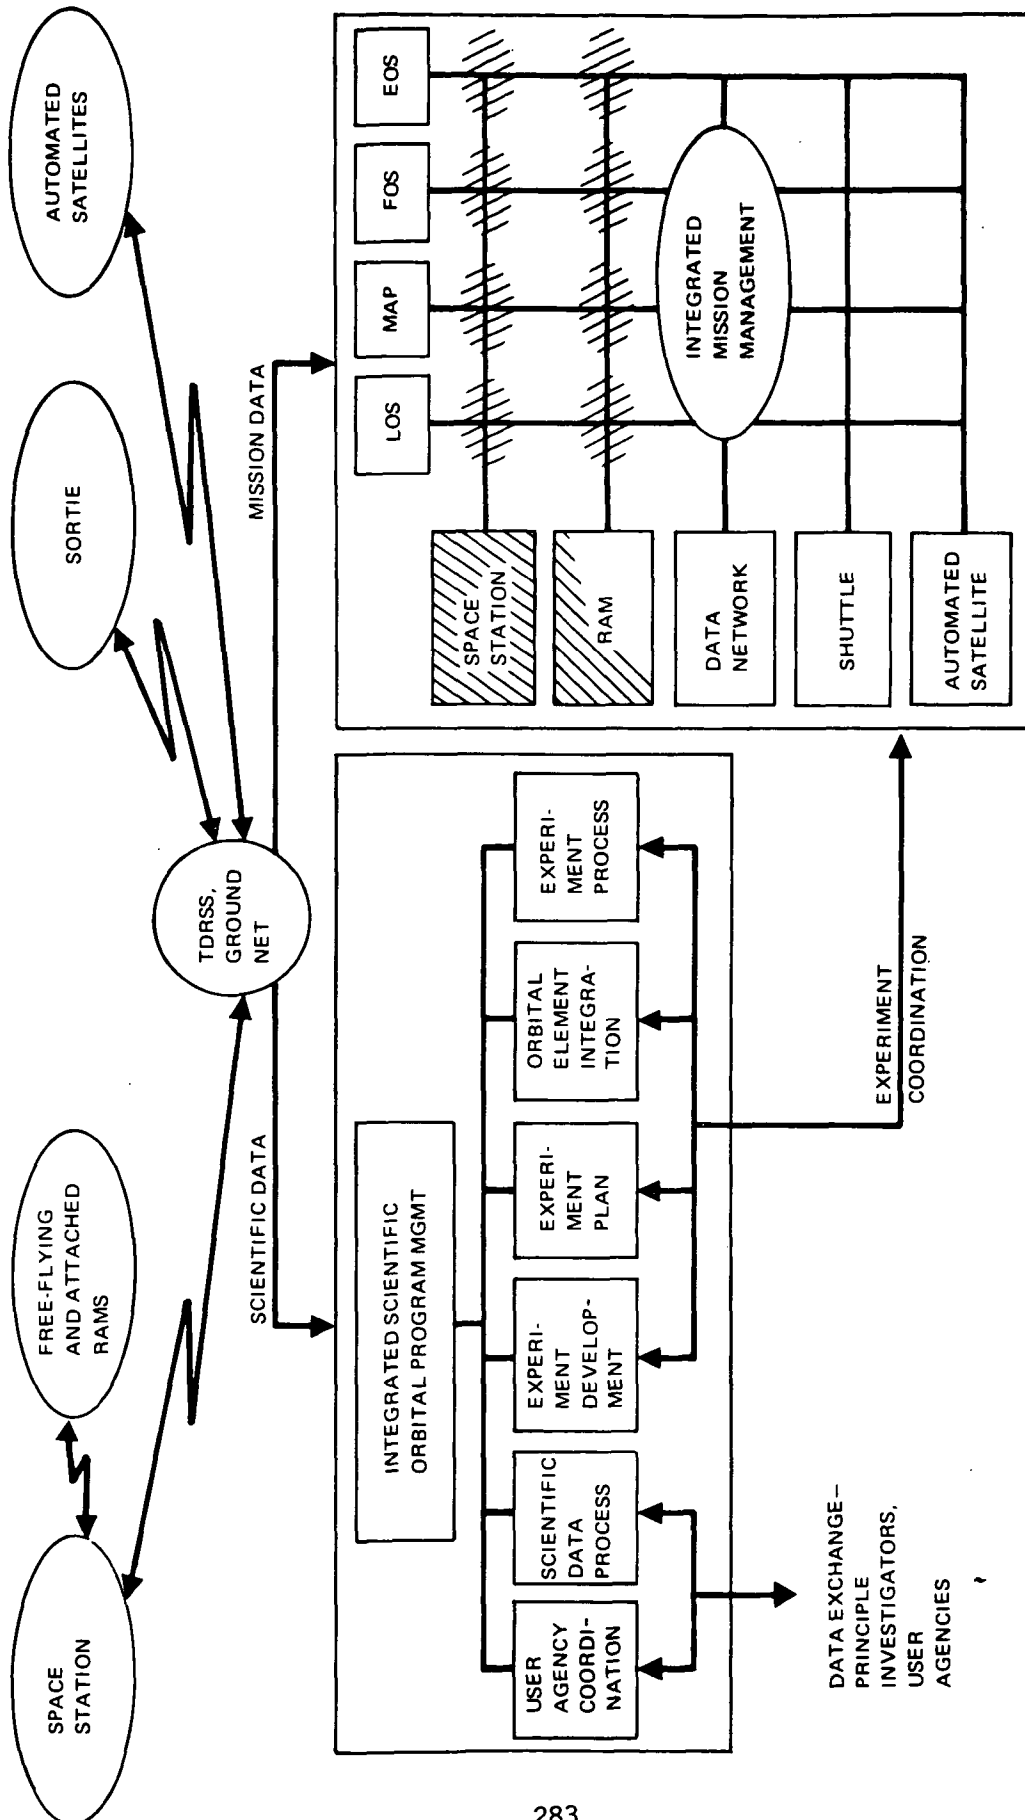 SPACE
STATION
FREE-FLYING
AND ATTACHED
RAMS
SORTIE
AUTOMATED
SATELLITES
TDRSS,
GROUND
NET
SCIENTIFIC DATA
MISSION DATA
INTEGRATED SCIENTIFIC
ORBITAL PROGRAM MGMT
USER
AGENCY
COORDI-
NATION
SCIENTIFIC
DATA
PROCESS
EXPERI-
MENT
DEVELOP-
MENT
EXPERI-
MENT
PLAN
ORBITAL
ELEMENT
INTEGRA-
TION
EXPERI-
MENT
PROCESS
DATA EXCHANGE—
PRINCIPLE
INVESTIGATORS,
USER
AGENCIES
EXPERIMENT
COORDINATION
LOS
MAP
FOS
EOS
SPACE
STATION
RAM
DATA
NETWORK
SHUTTLE
AUTOMATED
SATELLITE
INTEGRATED
MISSION
MANAGEMENT
283